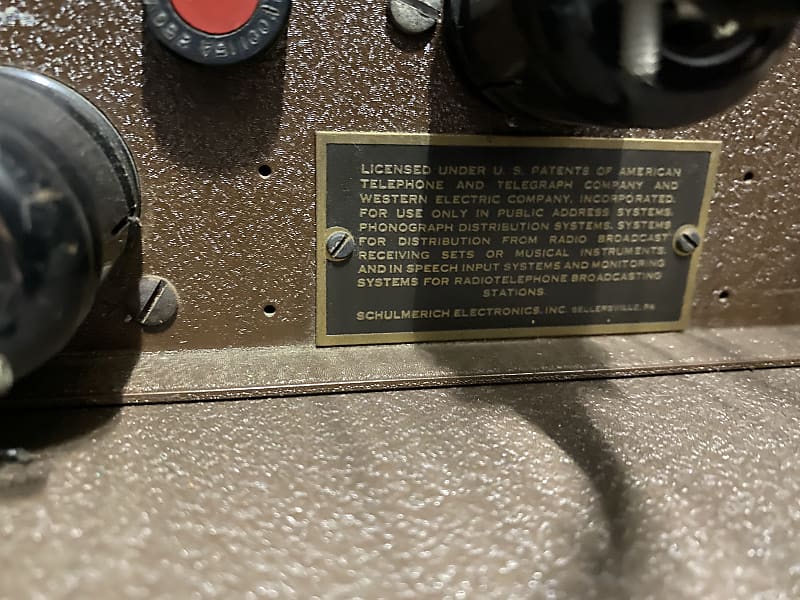 LICENSED UNDER U. S. PATENTS OF AMERICAN
TELEPHONE AND TELEGRAPH COMPANY AND
WESTERN ELECTRIC COMPANY, INCORPORATED,
FOR USE ONLY IN PUBLIC ADDRESS SYSTEMS,
PHONOGRAPH DISTRIBUTION SYSTEMS, SYSTEMS
FOR DISTRIBUTION FROM RADIO BROADCAST
RECEIVING SETS OR MUSICAL INSTRUMENTS
AND IN SPEECH INPUT SYSTEMS AND MONITORING
SYSTEMS FOR RADIOTELEPHONE BROADCASTING
STATIONS
SCHULMERICH ELECTRONICS, INC. SELLERSVILLE, PA